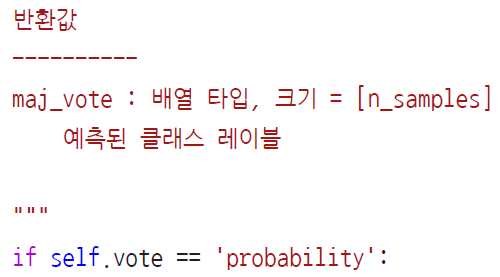 반환값
----------
maj_vote : 배열 타입, 크기 = [n_samples]
예측된 클래스 레이블
"""
if self.vote == 'probability':